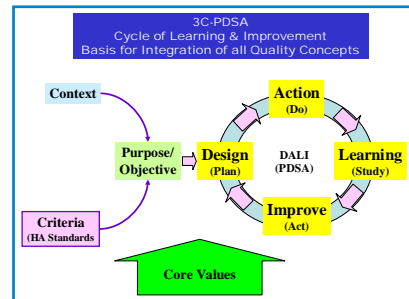 3C-PDSA
Cycle of Learning & Improvement
Basis for Integration of all Quality Concepts
Context
Action
(Do)
Purpose/
Objective
Design
(Plan)
DALI
(PDSA)
Learning
(Study)
Criteria
(HA Standards
Improve
(Act)
Core Values